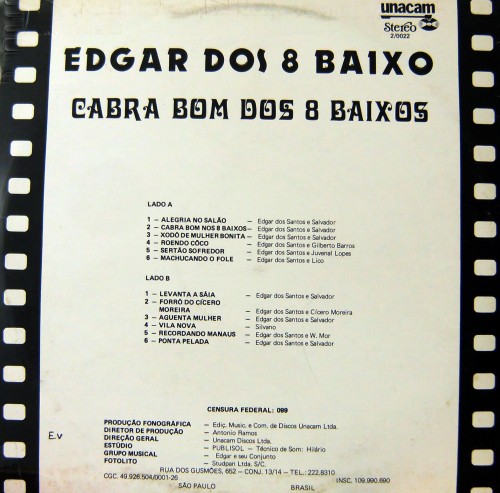 unacam
Stereo
2/0022
EDGAR DOS 8 BAIXO
CABRA BOM DOS 8 BAIXOS
LADO A
1 — ALEGRIA NO SALÃO — Edgar dos Santos e Salvador
2 — CABRA BOM NOS 8 BAIXOS — Edgar dos Santos e Salvador
3 — XODÓ DE MULHER BONITA — Edgar dos Santos e Salvador
4 — ROENDO CÔCO — Edgar dos Santos e Gilberto Barros
5 — SERTÃO SOFREDOR — Edgar dos Santos e Juvenal Lopes
6 — MACHUCANDO O FOLE — Edgar dos Santos e Lico
LADO B
1 — LEVANTA A SÁIA — Edgar dos Santos e Salvador
2 — FORRÓ DO CÍCERO
MOREIRA — Edgar dos Santos e Cícero Moreira
3 — AGUENTA MULHER — Edgar dos Santos e Salvador
4 — VILA NOVA — Silvano
5 — RECORDANDO MANAUS — Edgar dos Santos e W. Mor
6 — PONTA PELADA — Edgar dos Santos e Salvador
CENSURA FEDERAL: 099
PRODUÇÃO FONOGRÁFICA — Ediç. Music. e Com. de Discos Unacam Ltda.
DIRETOR DE PRODUÇÃO — Antonio Ramos
DIREÇÃO GERAL — Unacam Discos Ltda.
ESTÚDIO — PUBLISOL — Técnico de Som: Hilário
GRUPO MUSICAL — Edgar e seu Conjunto
FOTOLITO — Studpari Ltda. S/C.
RUA DOS GUSMÕES, 652 — CONJ. 13/14 — TEL.: 222.8310
CGC. 49.926.504/0001-26 INSC. 109.990.690
SÃO PAULO BRASIL
E.V